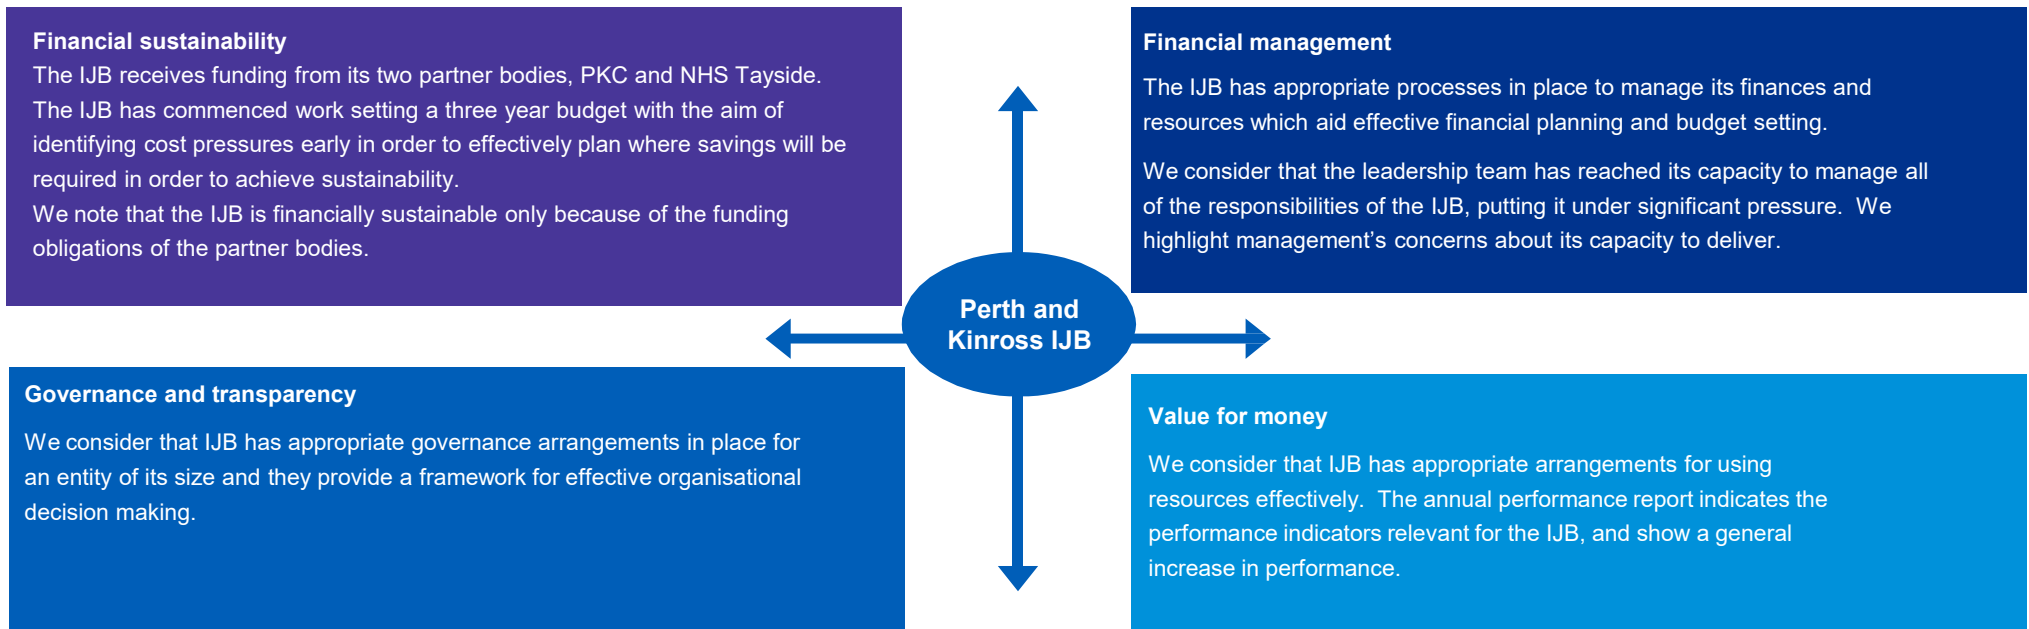 Financial sustainability
The IJB receives funding from its two partner bodies, PKC and NHS Tayside.
The IJB has commenced work setting a three year budget with the aim of
identifying cost pressures early in order to effectively plan where savings will be
required in order to achieve sustainability.
We note that the IJB is financially sustainable only because of the funding
obligations of the partner bodies.
Financial management
The IJB has appropriate processes in place to manage its finances and
resources which aid effective financial planning and budget setting.
We consider that the leadership team has reached its capacity to manage all
of the responsibilities of the IJB, putting it under significant pressure.  We
highlight management’s concerns about its capacity to deliver.
Perth and
Kinross IJB
Governance and transparency
We consider that IJB has appropriate governance arrangements in place for
an entity of its size and they provide a framework for effective organisational
decision making.
Value for money
We consider that IJB has appropriate arrangements for using
resources effectively.  The annual performance report indicates the
performance indicators relevant for the IJB, and show a general
increase in performance.